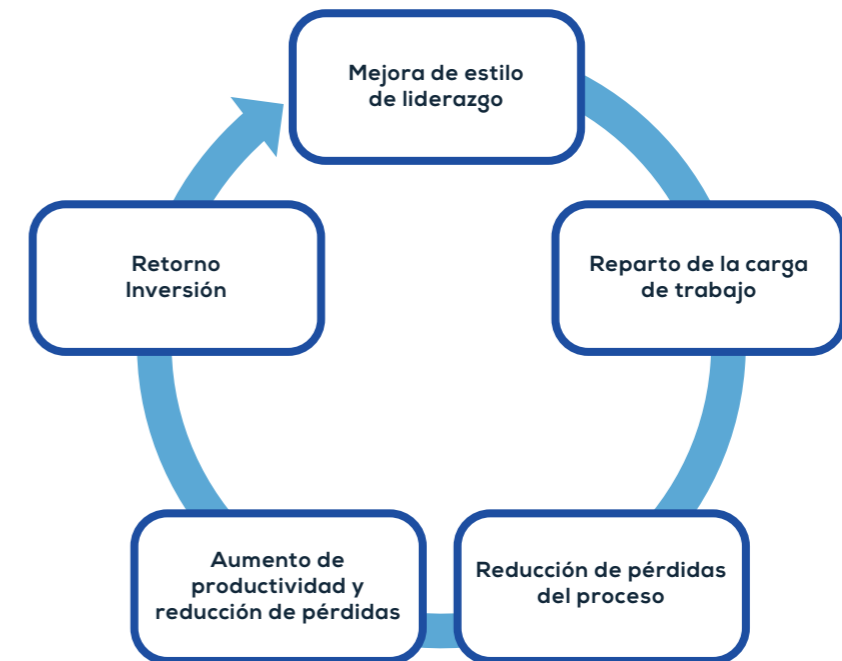 Mejora de estilo
de liderazgo
Reparto de la carga
de trabajo
Reducción de pérdidas
del proceso
Aumento de
productividad y
reducción de pérdidas
Retorno
Inversión